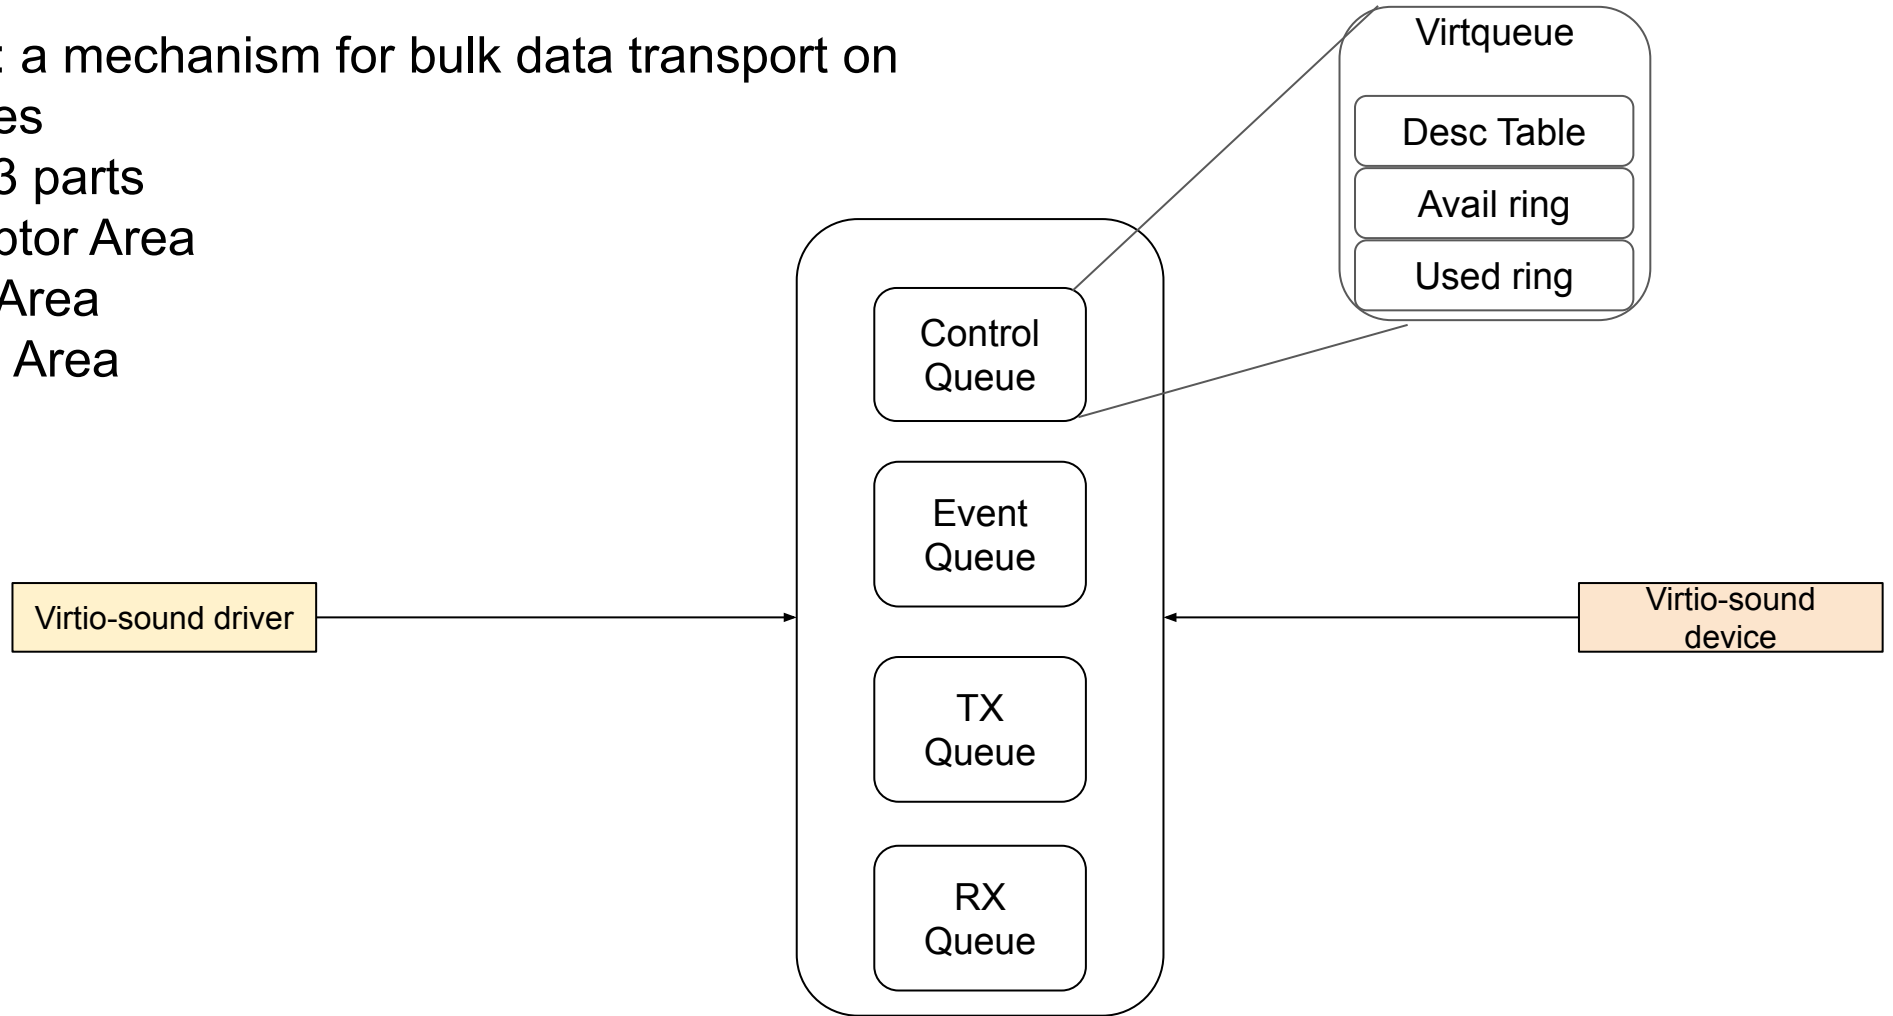 : a mechanism for bulk data transport on
es
3 parts
ptor Area
Area
Area
Virtqueue
Desc Table
Avail ring
Used ring
Control
Queue
Event
Queue
Virtio-sound driver
Virtio-sound
device
TX
Queue
RX
Queue